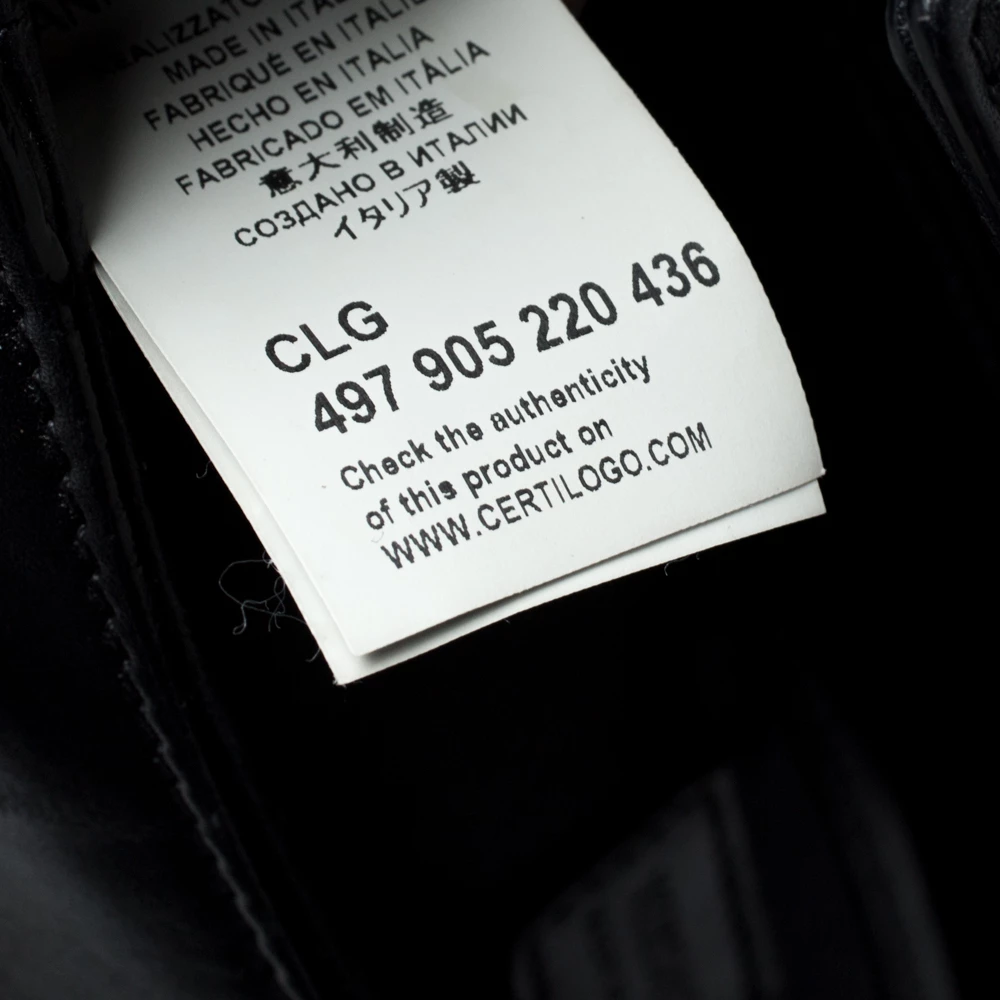 MADE IN ITALY
FABRIQUÉ EN ITALIE
HECHO EN ITALIA
FABRICADO EM ITÁLIA
意大利制造
СОЗДАНО В ИТАЛИИ
イタリア製
CLG
497 905 220 436
Check the authenticity
of this product on
WWW.CERTILOGO.COM